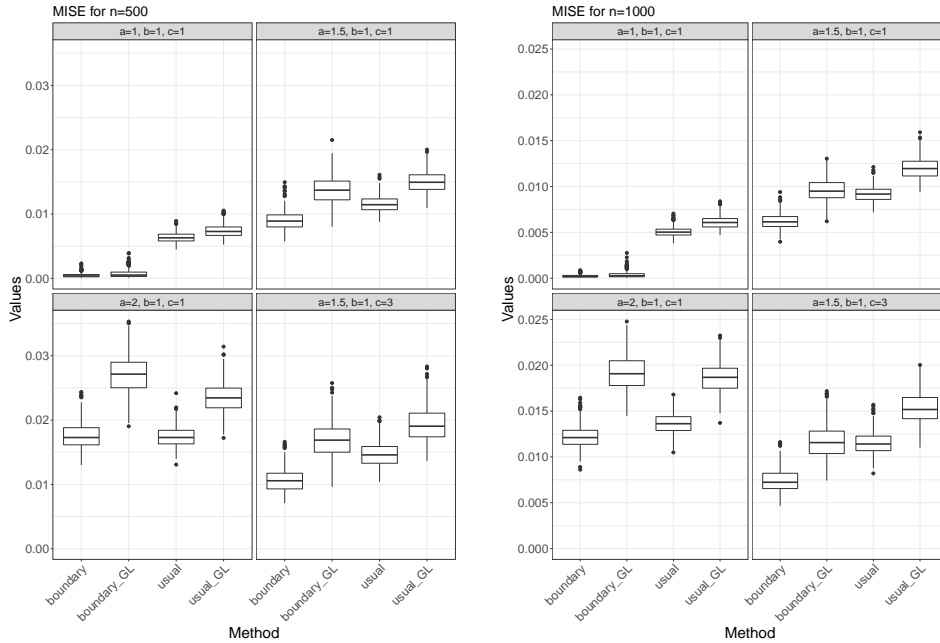 MISE for n=500
a=1, b=1, c=1
a=1.5, b=1, c=1
0.03
0.02
0.01
0.00
a=2, b=1, c=1
a=1.5, b=1, c=3
0.03
0.02
0.01
0.00
Values
boundary
boundary_GL
usual
usual_GL
boundary
boundary_GL
usual
usual_GL
Method
MISE for n=1000
a=1, b=1, c=1
a=1.5, b=1, c=1
0.025
0.020
0.015
0.010
0.005
0.000
a=2, b=1, c=1
a=1.5, b=1, c=3
0.025
0.020
0.015
0.010
0.005
0.000
Values
boundary
boundary_GL
usual
usual_GL
boundary
boundary_GL
usual
usual_GL
Method